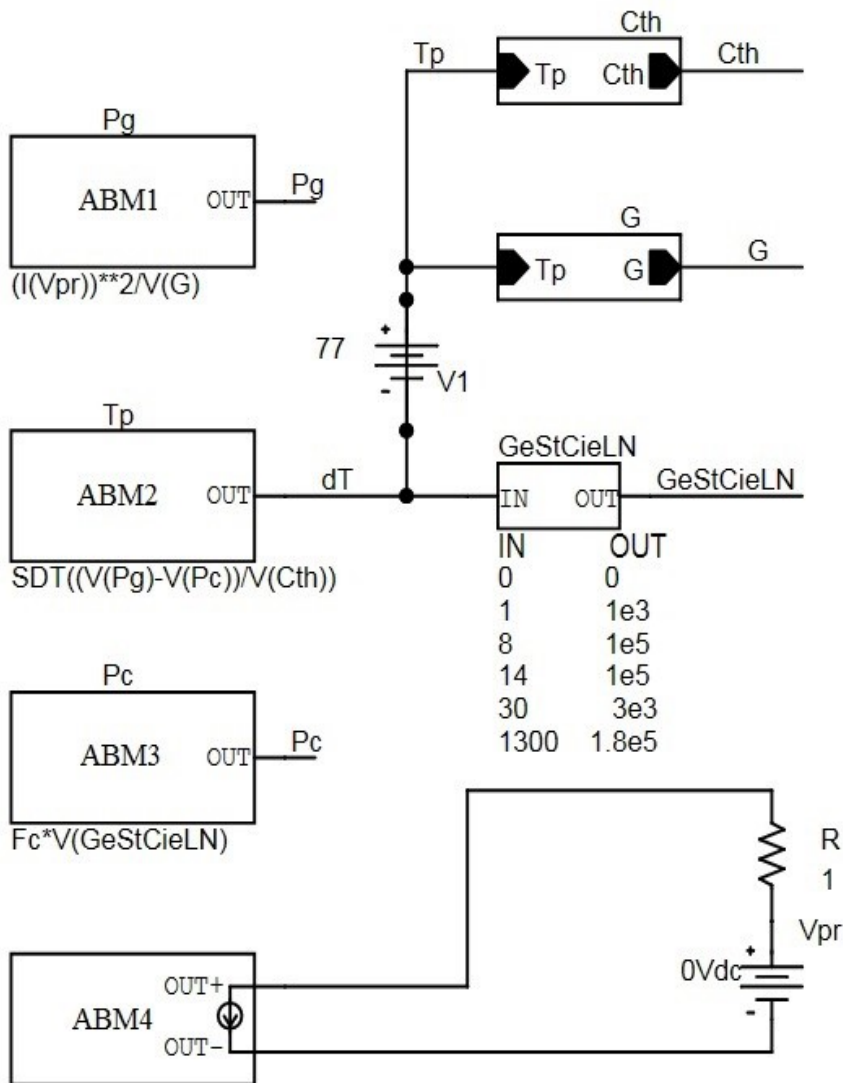 Cth
Tp
Cth
Tp Cth
Pg
ABM1 OUT
Pg
(I(Vpr))**2/V(G)
G
G
Tp G
+
77
V1
-
Tp
ABM2 OUT
dT
SDT((V(Pg)-V(Pc))/V(Cth))
GeStCieLN
GeStCieLN
IN OUT
IN OUT
0 0
1 1e3
8 1e5
14 1e5
30 3e3
1300 1.8e5
Pc
ABM3 OUT
Pc
Fc*V(GeStCieLN)
R
1
Vpr
+
0Vdc
-
OUT+
ABM4
OUT-